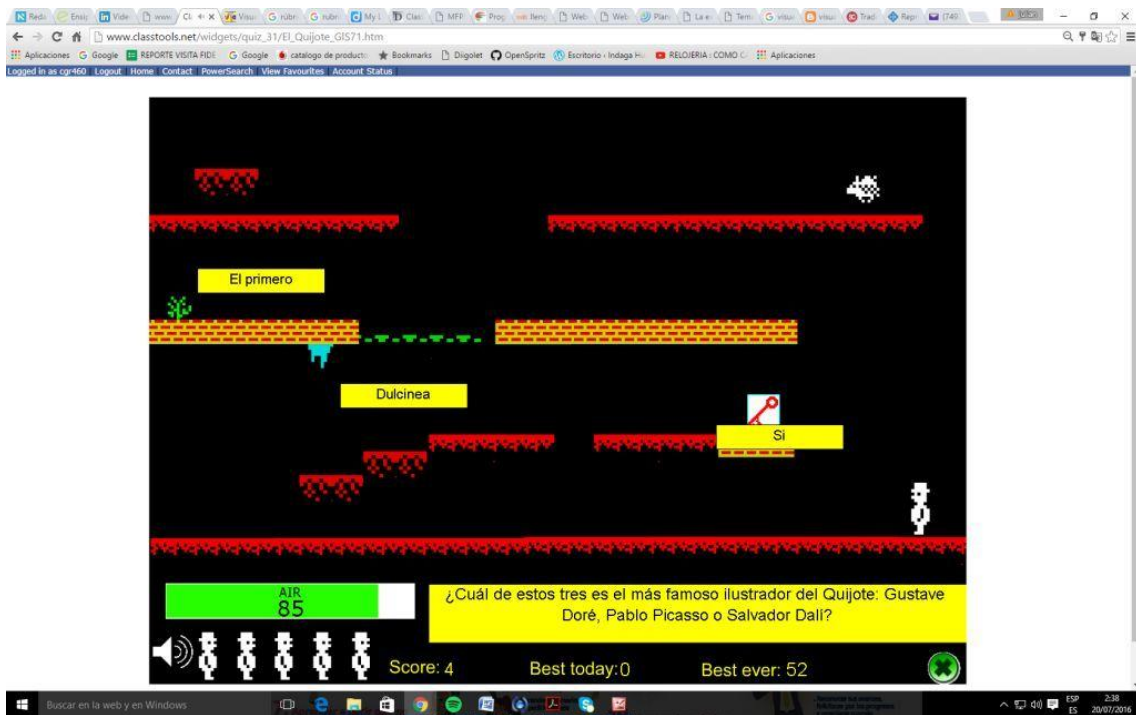 www.classtools.net/widgets/quiz_31/El_Quijote_GIS71.htm
Aplicaciones G Google REPORTE VISITA FIDE G Google catalogo de producto Bookmarks Diigolet OpenSpritz Escritorio - Indaga RELOJERIA : COMO Aplicaciones
Logged in as cgr460 Logout Home Contact PowerSearch View Favourites Account Status
El primero
Dulcinea
Si
AIR
85
¿Cuál de estos tres es el más famoso ilustrador del Quijote: Gustave
Doré, Pablo Picasso o Salvador Dalí?
Score: 4 Best today:0 Best ever: 52
Buscar en la web y en Windows
ESP 2:38
ES 20/07/2016